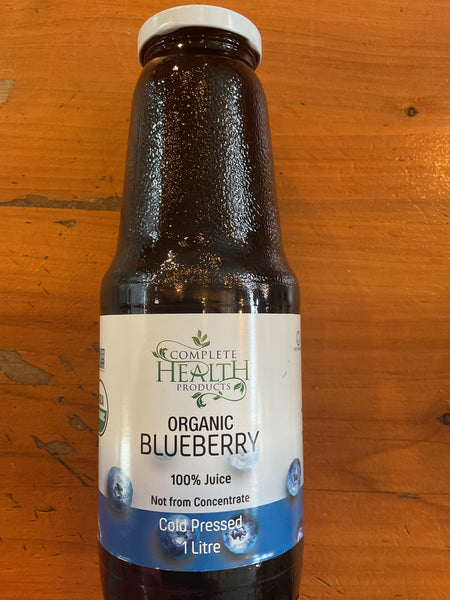 COMPLETE
HEALTH
PRODUCTS
ORGANIC
BLUEBERRY
100% Juice
Not from Concentrate
Cold Pressed
1 Litre